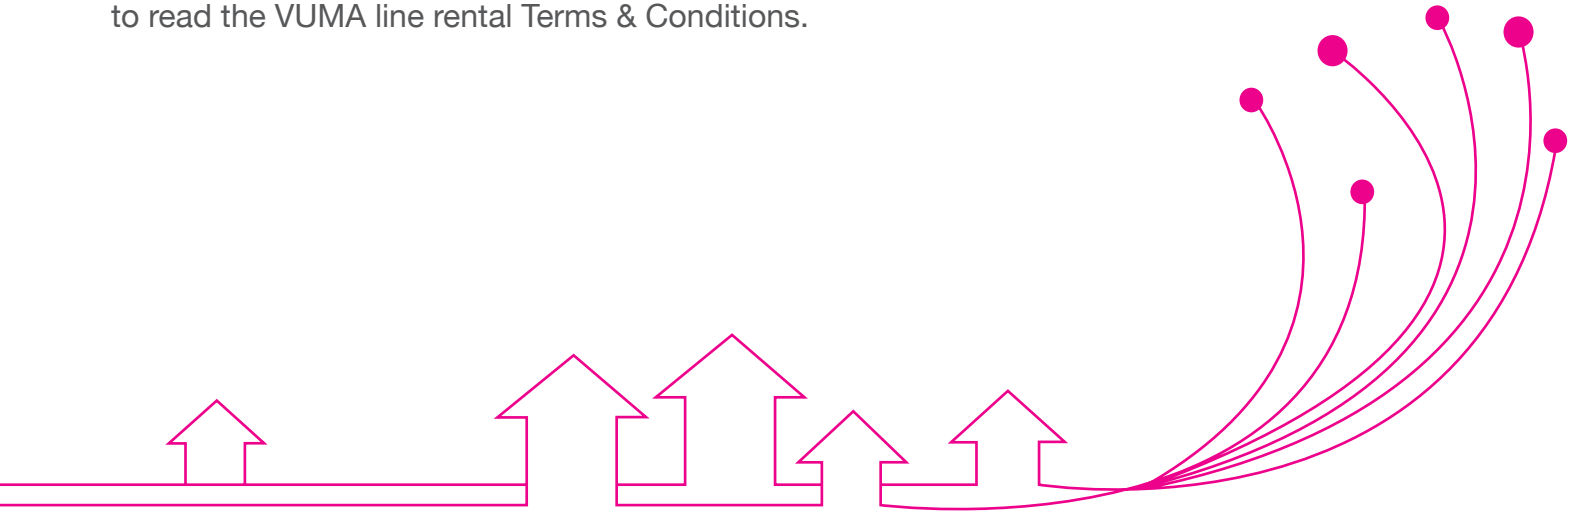 to read the VUMA line rental Terms & Conditions.